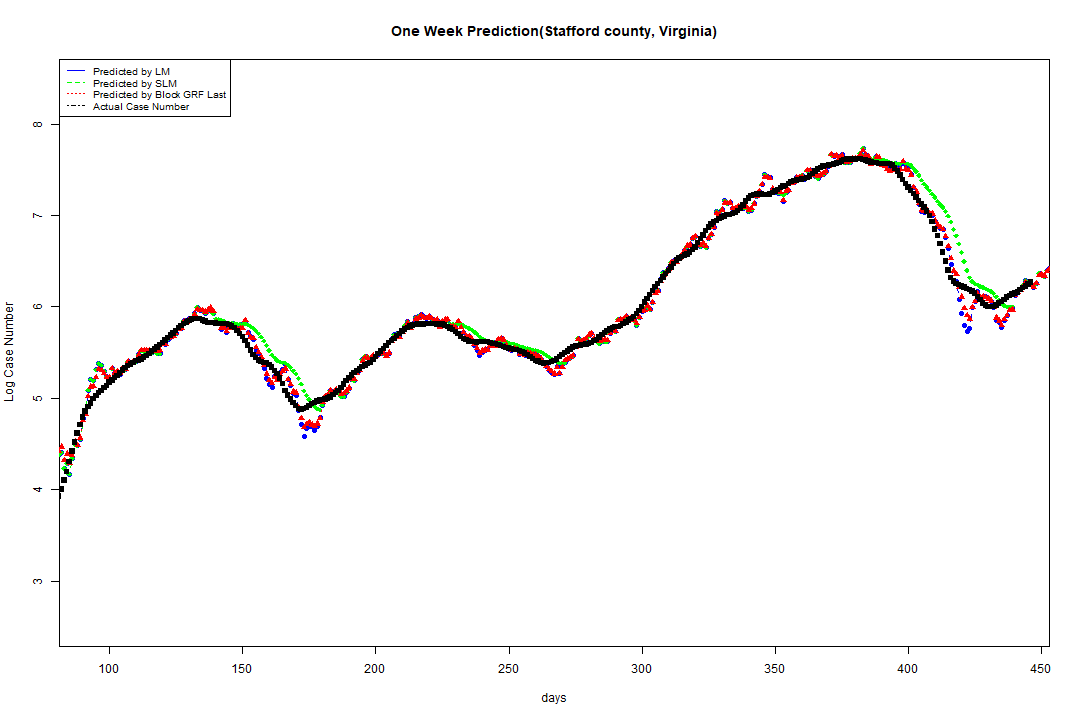 One Week Prediction(Stafford county, Virginia)
Predicted by LM
Predicted by SLM
Predicted by Block GRF Last
Actual Case Number
8
7
6
5
4
3
Log Case Number
100 150 200 250 300 350 400 450
days